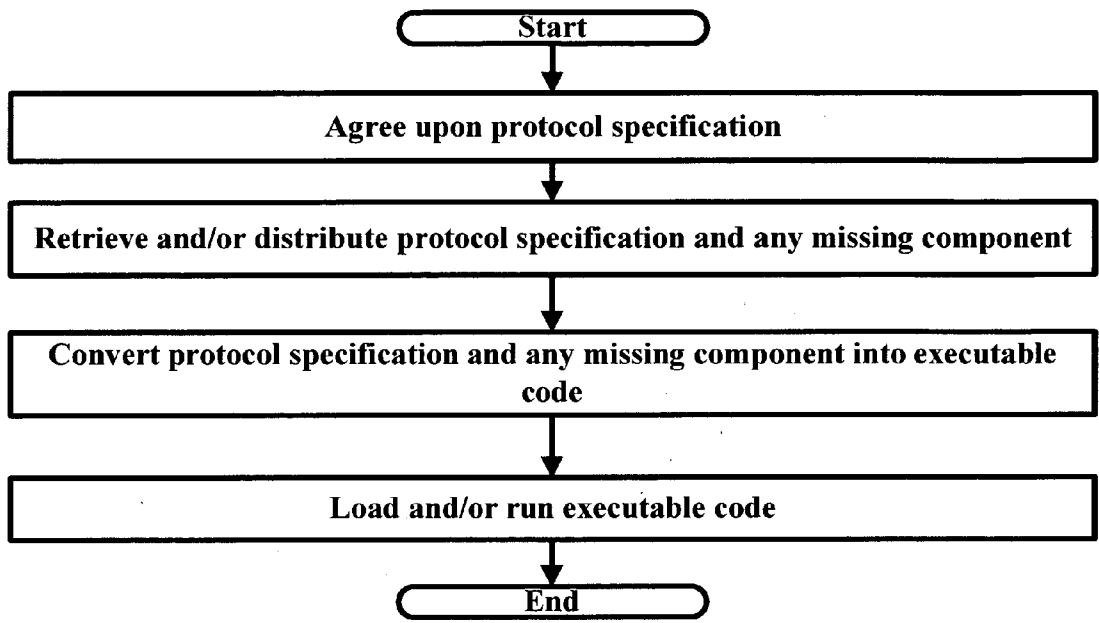 Start
Agree upon protocol specification
Retrieve and/or distribute protocol specification and any missing component
Convert protocol specification and any missing component into executable
code
Load and/or run executable code
End